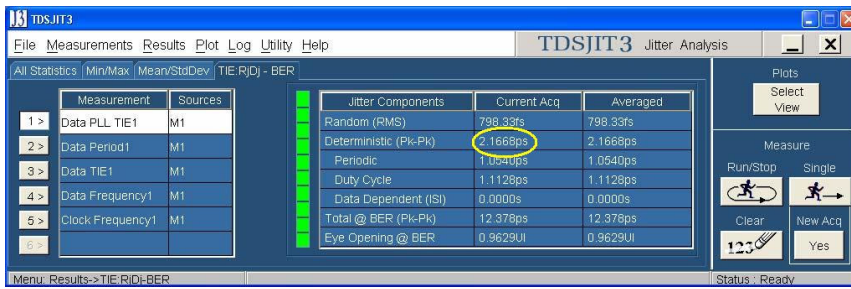 TDSJIT3
File Measurements Results Plot Log Utility Help
TDSJIT3 Jitter Analysis
All Statistics Min/Max Mean/StdDev TIE:RjDj - BER
Measurement Sources
1 > Data PLL TIE1 M1
2 > Data Period1 M1
3 > Data TIE1 M1
4 > Data Frequency1 M1
5 > Clock Frequency1 M1
6 >
Jitter Components Current Acq Averaged
Random (RMS) 798.33fs 798.33fs
Deterministic (Pk-Pk) 2.1668ps 2.1668ps
Periodic 1.0540ps 1.0540ps
Duty Cycle 1.1128ps 1.1128ps
Data Dependent (ISI) 0.0000s 0.0000s
Total @ BER (Pk-Pk) 12.378ps 12.378ps
Eye Opening @ BER 0.9629UI 0.9629UI
Plots
Select
View
Measure
Run/Stop Single
Clear New Acq
123 Yes
Menu: Results->TIE:RjDj-BER
Status : Ready